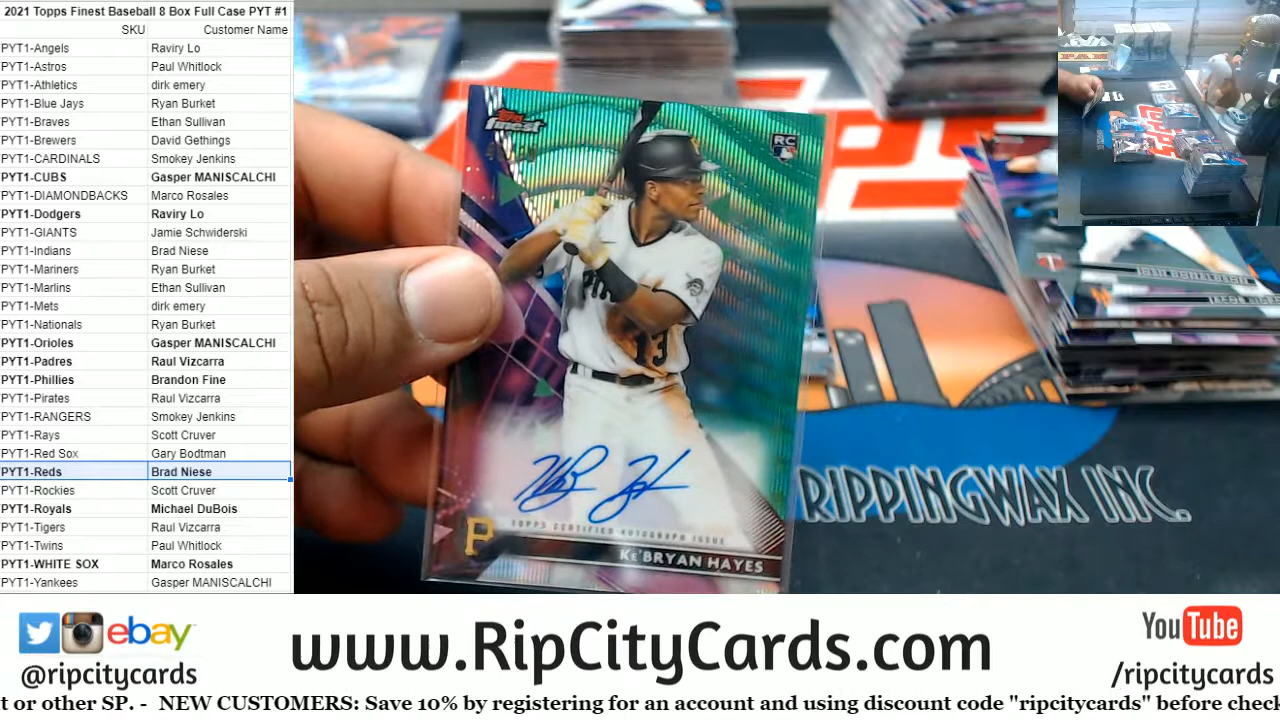 2021 Topps Finest Baseball 8 Box Full Case PYT #1
SKU Customer Name
PYT1-Angels Raviry Lo
PYT1-Astros Paul Whitlock
PYT1-Athletics dirk emery
PYT1-Blue Jays Ryan Burket
PYT1-Braves Ethan Sullivan
PYT1-Brewers David Gethings
PYT1-CARDINALS Smokey Jenkins
PYT1-CUBS Gasper MANISCALCHI
PYT1-DIAMONDBACKS Marco Rosales
PYT1-Dodgers Raviry Lo
PYT1-GIANTS Jamie Schwiderski
PYT1-Indians Brad Niese
PYT1-Mariners Ryan Burket
PYT1-Marlins Ethan Sullivan
PYT1-Mets dirk emery
PYT1-Nationals Ryan Burket
PYT1-Orioles Gasper MANISCALCHI
PYT1-Padres Raul Vizcarra
PYT1-Phillies Brandon Fine
PYT1-Pirates Raul Vizcarra
PYT1-RANGERS Smokey Jenkins
PYT1-Rays Scott Cruver
PYT1-Red Sox Gary Bodtman
PYT1-Reds Brad Niese
PYT1-Rockies Scott Cruver
PYT1-Royals Michael DuBois
PYT1-Tigers Raul Vizcarra
PYT1-Twins Paul Whitlock
PYT1-WHITE SOX Marco Rosales
PYT1-Yankees Gasper MANISCALCHI
Topps
finest
RC
13
TOPPS CERTIFIED AUTOGRAPH ISSUE
P
KE'BRYAN HAYES
RIPPINGWAX INC.
ebay
@ripcitycards
www.RipCityCards.com
YouTube
/ripcitycards
t or other SP. - NEW CUSTOMERS: Save 10% by registering for an account and using discount code "ripcitycards" before check